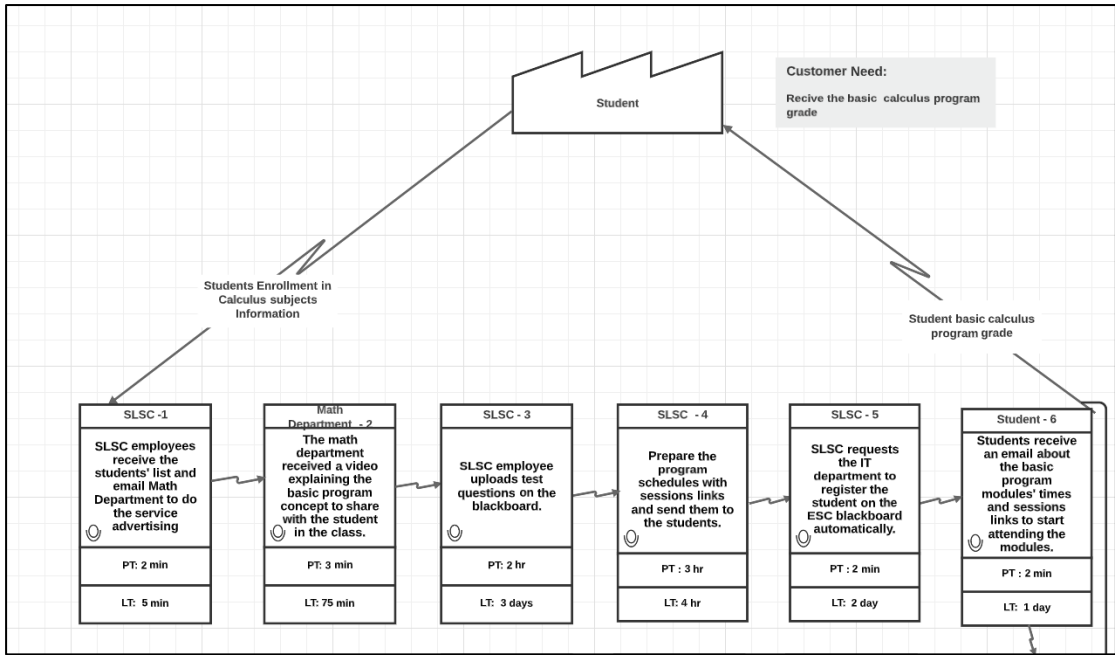 Student
Customer Need:
Recive the basic calculus program
grade
Students Enrollment in
Calculus subjects
Information
Student basic calculus
program grade
SLSC -1
SLSC employees
receive the
students' list and
email Math
Department to do
the service
advertising
PT: 2 min
LT: 5 min
Math
Department - 2
The math
department
received a video
explaining the
basic program
concept to share
with the student
in the class.
PT: 3 min
LT: 75 min
SLSC - 3
SLSC employee
uploads test
questions on the
blackboard.
PT: 2 hr
LT: 3 days
SLSC - 4
Prepare the
program
schedules with
sessions links
and send them to
the students.
PT : 3 hr
LT: 4 hr
SLSC - 5
SLSC requests
the IT
department to
register the
student on the
ESC blackboard
automatically.
PT : 2 min
LT: 2 day
Student - 6
Students receive
an email about
the basic
program
modules' times
and sessions
links to start
attending the
modules.
PT : 2 min
LT: 1 day